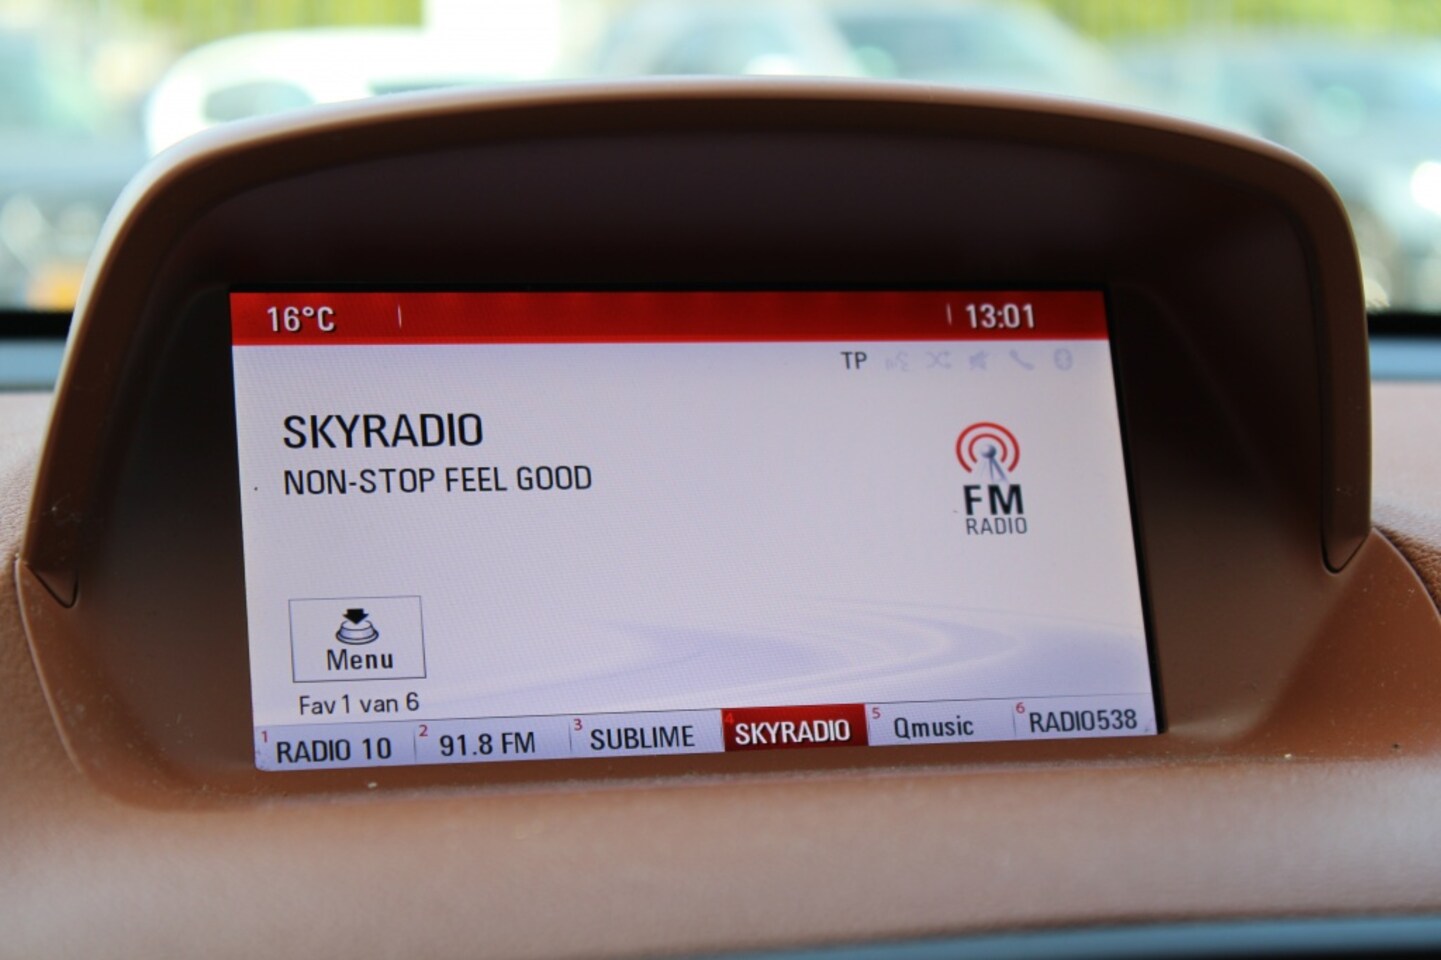 16°C 13:01
TP
SKYRADIO
NON-STOP FEEL GOOD
FM
RADIO
Menu
Fav 1 van 6
1 RADIO 10 2 91.8 FM 3 SUBLIME 4 SKYRADIO 5 Qmusic 6 RADIO538